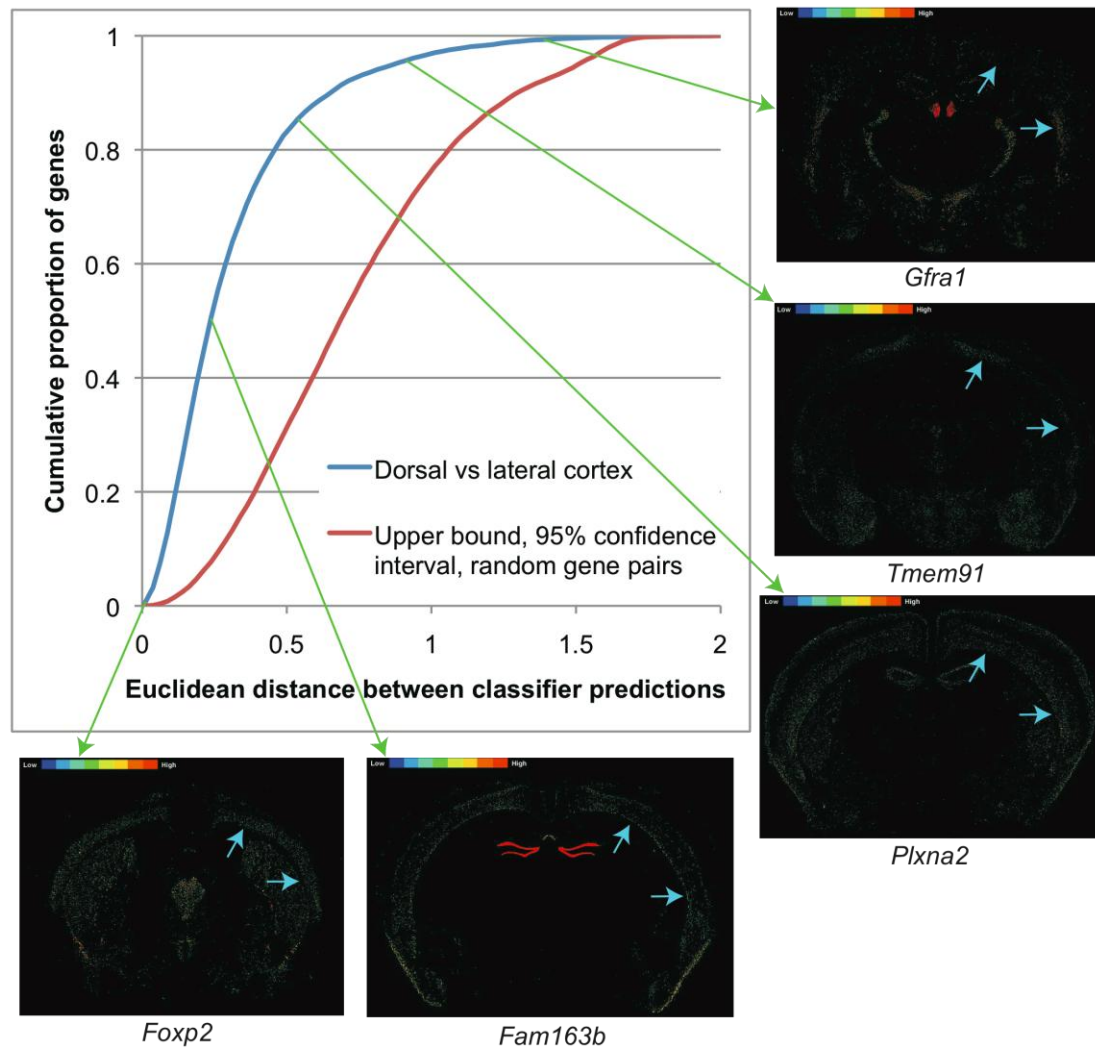 1
0.8
0.6
0.4
0.2
0
Cumulative proportion of genes
0
0.5
1
1.5
2
Euclidean distance between classifier predictions
Dorsal vs lateral cortex
Upper bound, 95% confidence
interval, random gene pairs
Low High
Gfra1
Low High
Tmem91
Low High
Plxna2
Low High
Foxp2
Low High
Fam163b